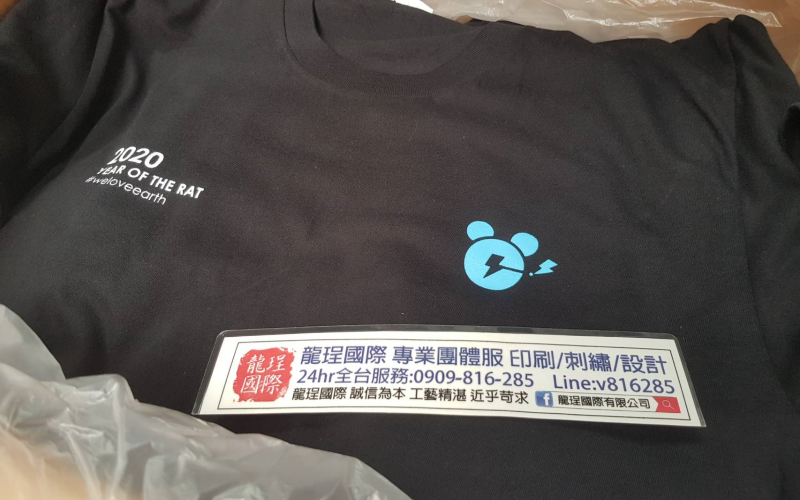 2020
YEAR OF THE RAT
#weloveearth
龍珵國際
龍珵國際 專業團體服 印刷/刺繡/設計
24hr全台服務:0909-816-285 Line:v816285
龍珵國際 誠信為本 工藝精湛 近乎苛求 f 龍珵國際有限公司